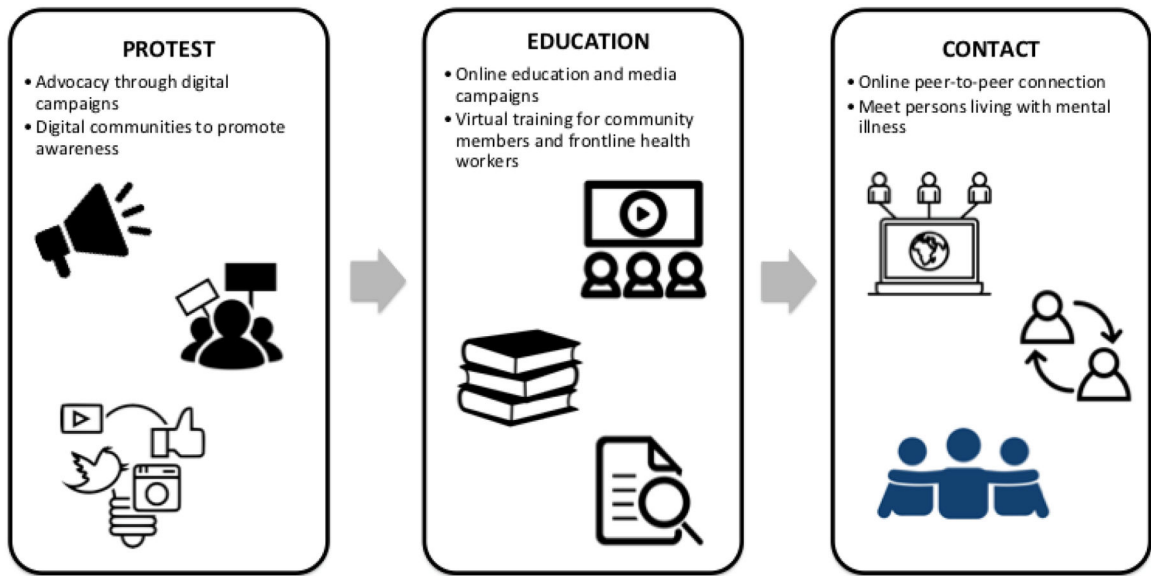 PROTEST
• Advocacy through digital
campaigns
• Digital communities to promote
awareness
EDUCATION
• Online education and media
campaigns
• Virtual training for community
members and frontline health
workers
CONTACT
• Online peer-to-peer connection
• Meet persons living with mental
illness